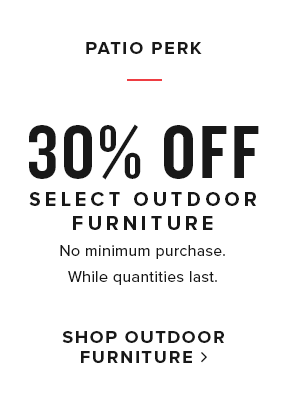 PATIO PERK
30% OFF
SELECT OUTDOOR
FURNITURE
No minimum purchase.
While quantities last.
SHOP OUTDOOR
FURNITURE >